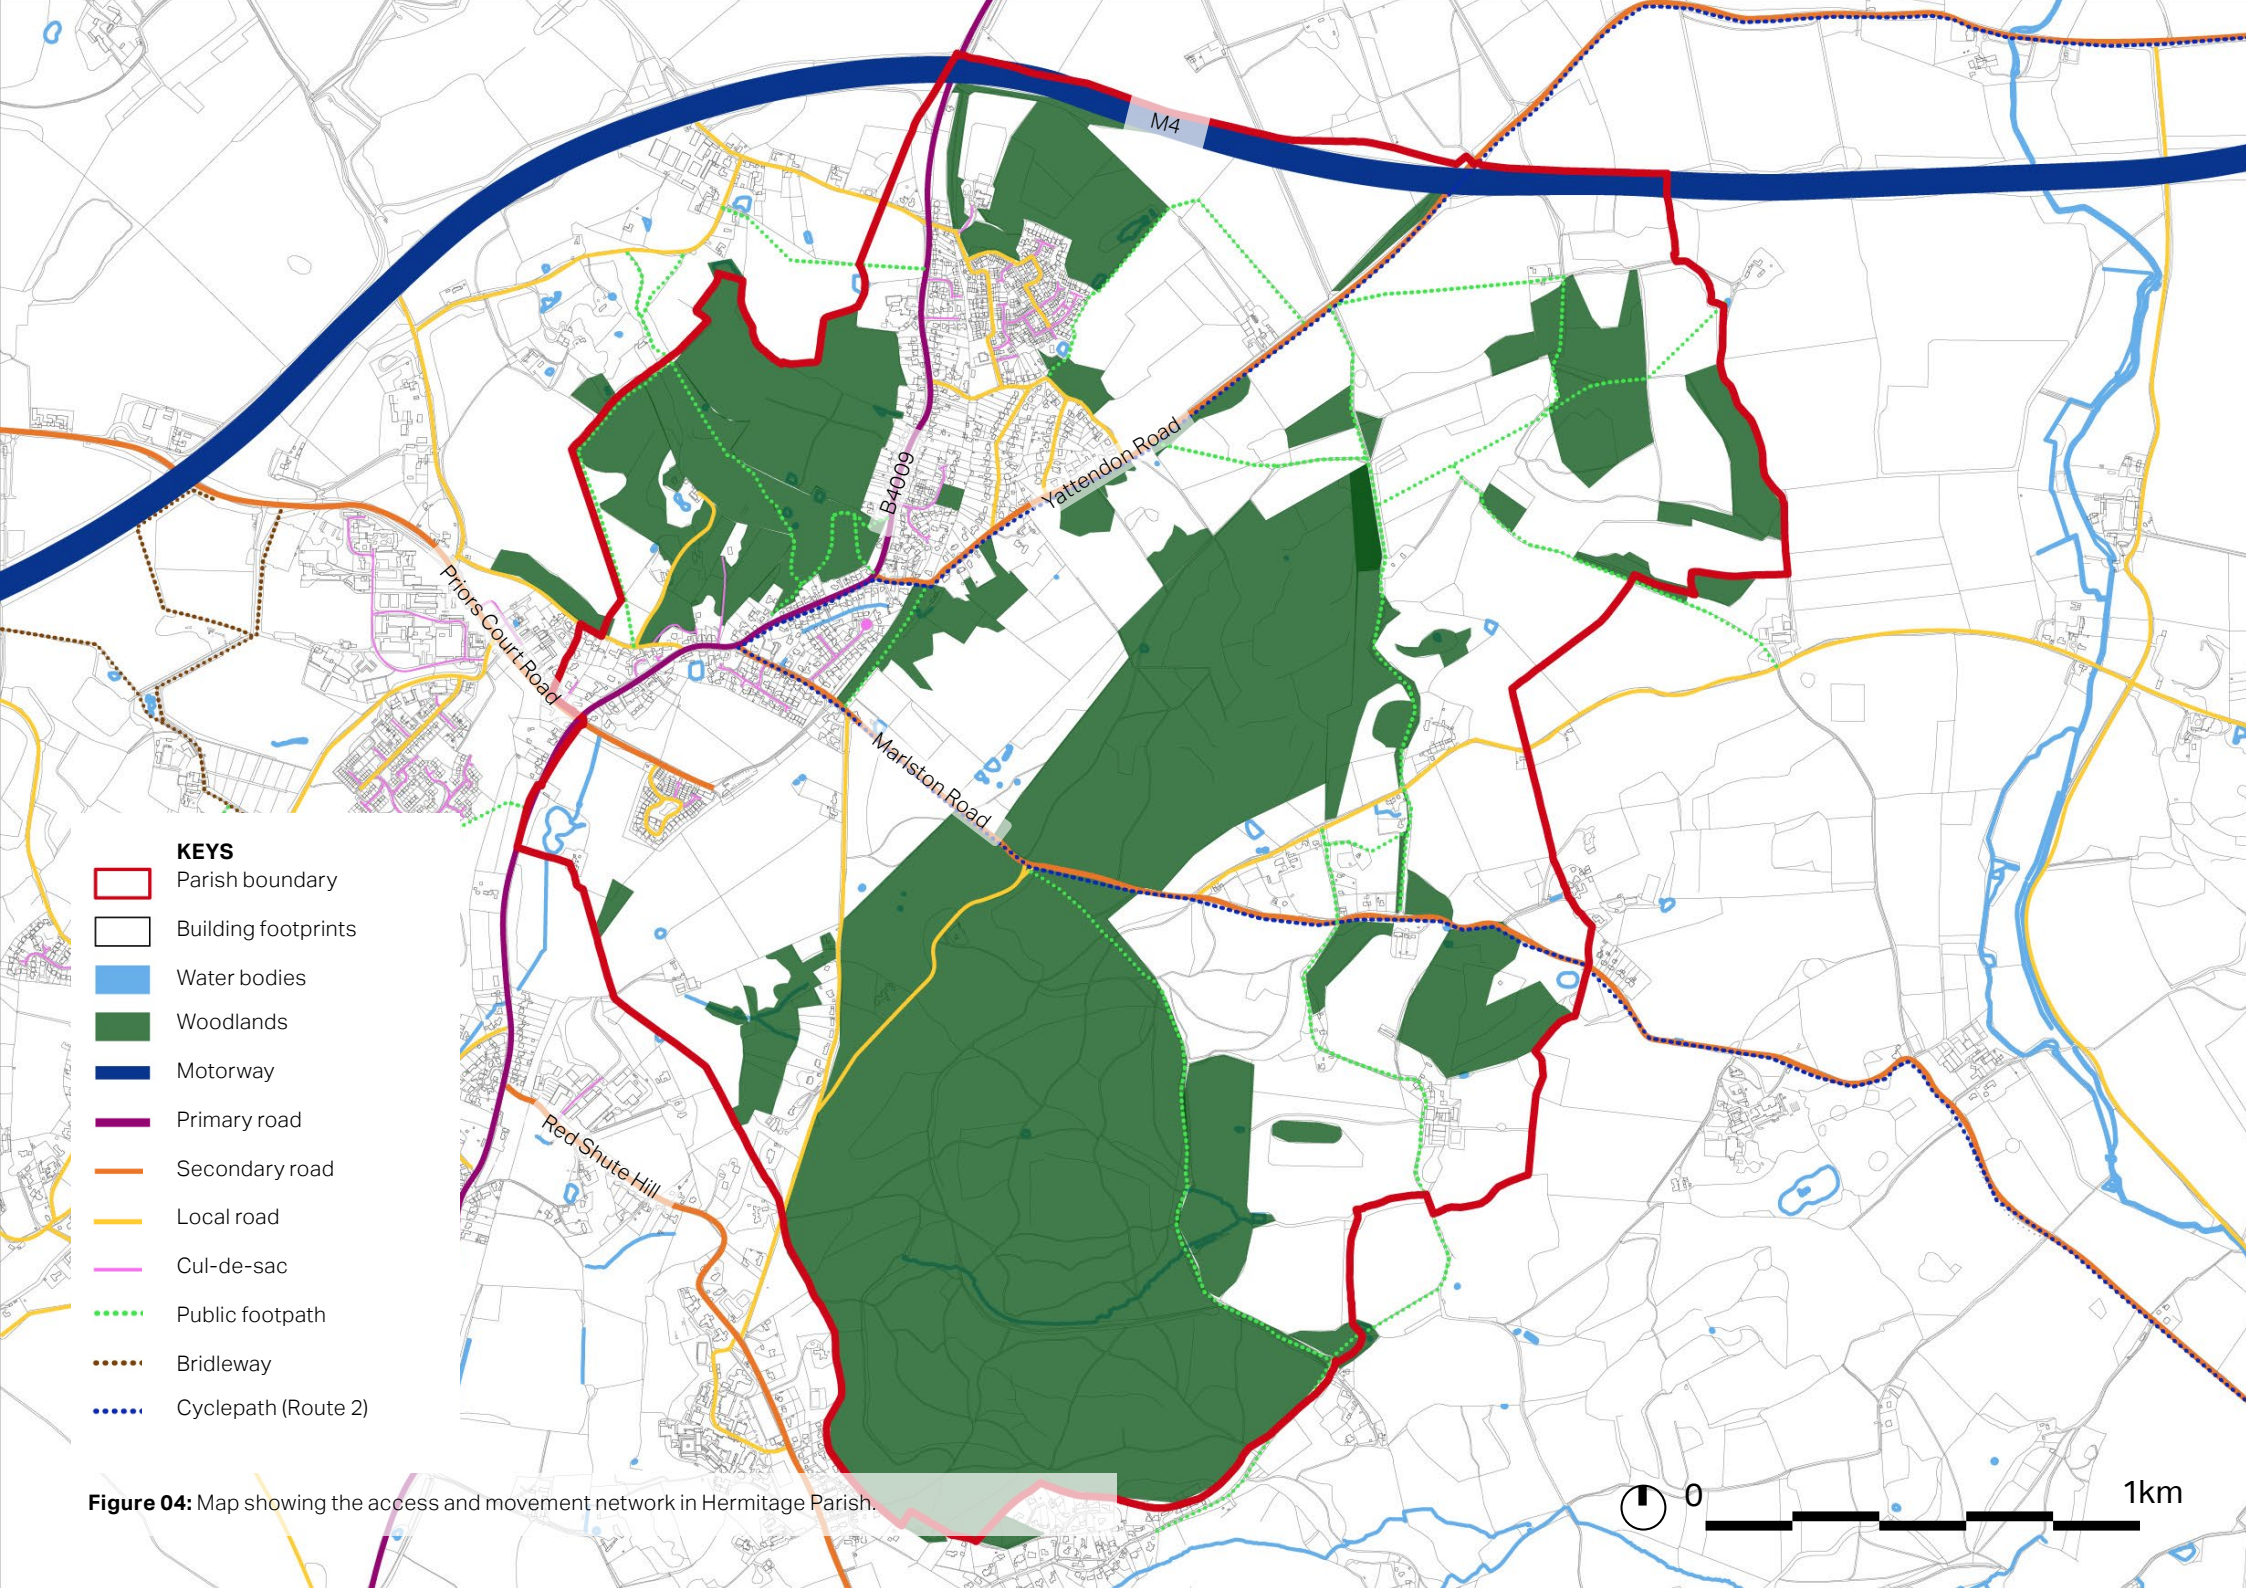 M4
B4009
Yattendon Road
Priors Court Road
Marlston Road
Red Shute Hill
KEYS
Parish boundary
Building footprints
Water bodies
Woodlands
Motorway
Primary road
Secondary road
Local road
Cul-de-sac
Public footpath
Bridleway
Cyclepath (Route 2)
Figure 04: Map showing the access and movement network in Hermitage Parish.
0 1km